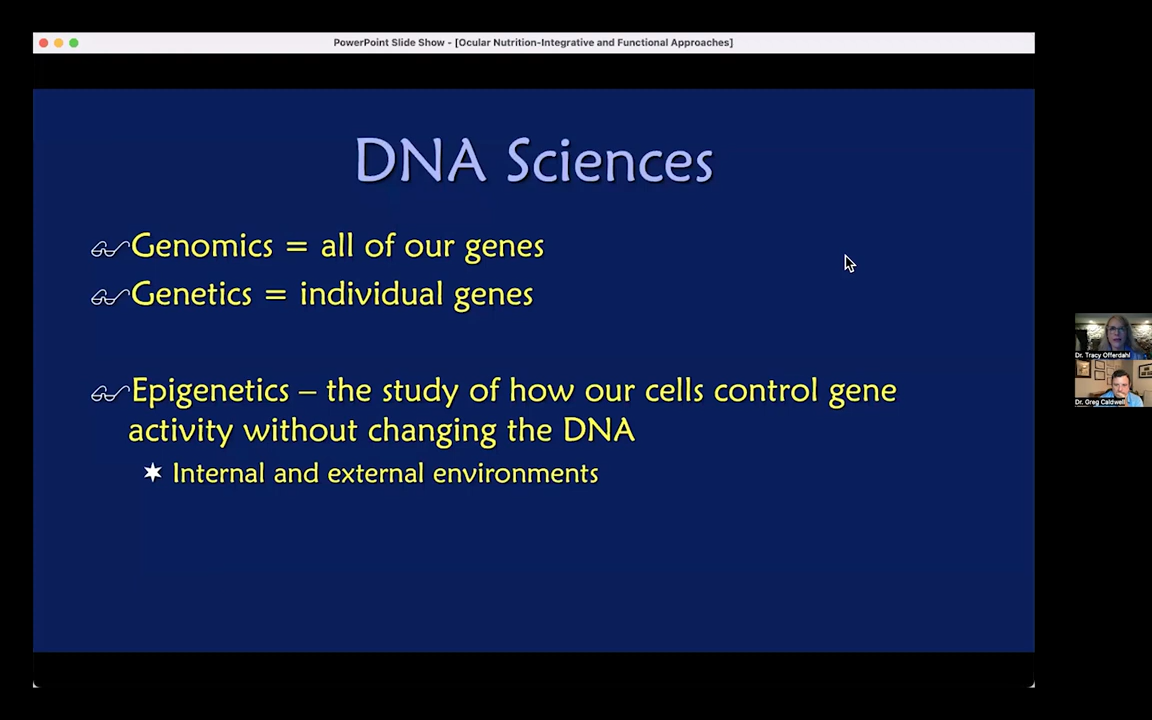 PowerPoint Slide Show - [Ocular Nutrition-Integrative and Functional Approaches]
DNA Sciences
Genomics = all of our genes
Genetics = individual genes
Epigenetics – the study of how our cells control gene
activity without changing the DNA
Internal and external environments
Dr. Tracy Offerdahl
Dr. Greg Caldwell